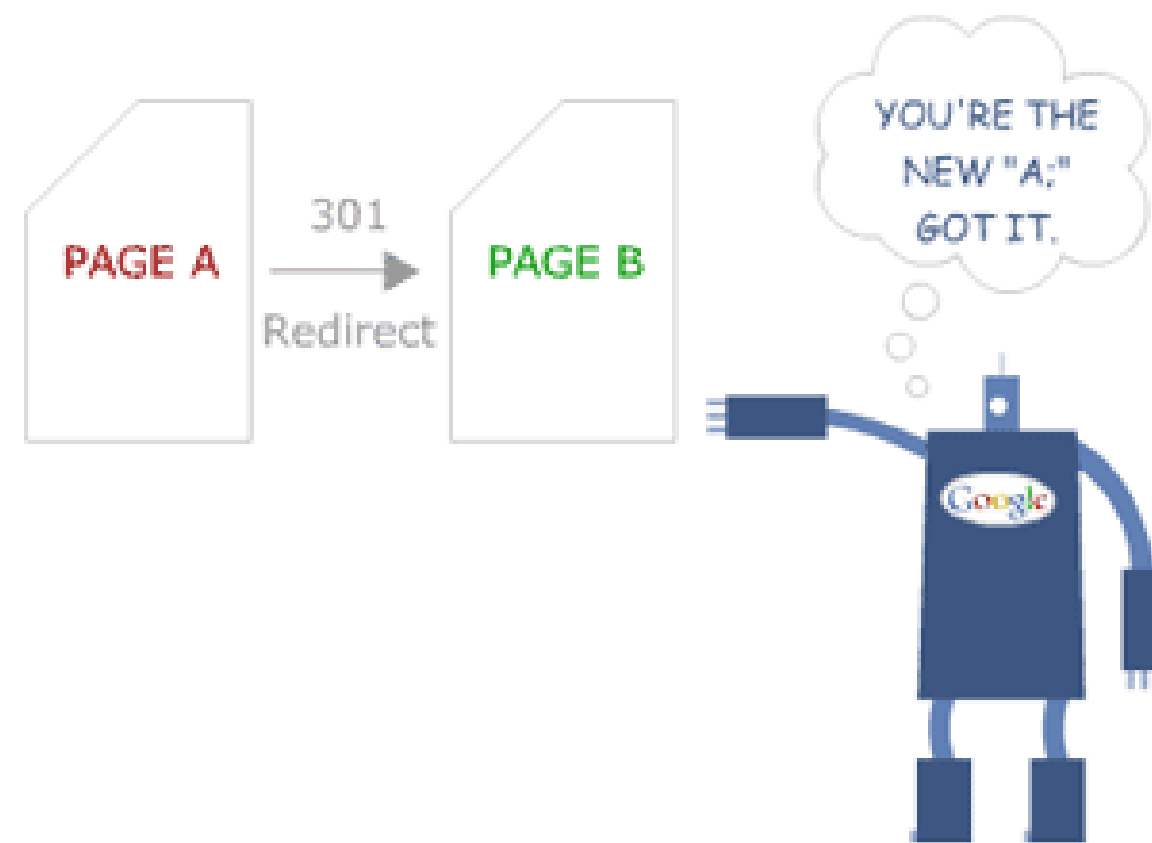 PAGE A
301
Redirect
PAGE B
YOU'RE THE
NEW "A;"
GOT IT.
Google